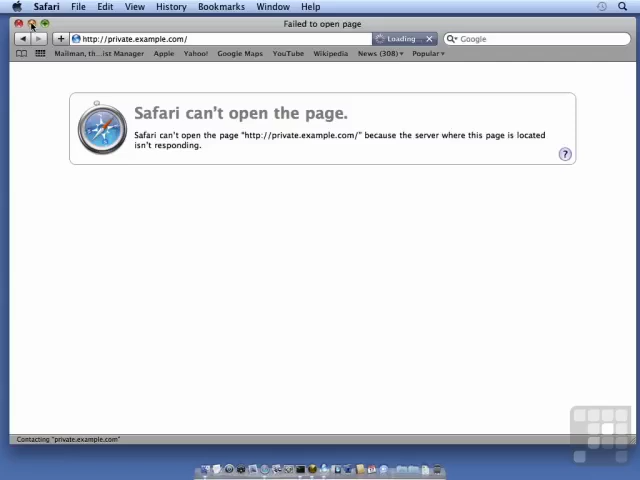 Safari File Edit View History Bookmarks Window Help
Failed to open page
http://private.example.com/ Loading... Google
Mailman, th...ist Manager Apple Yahoo! Google Maps YouTube Wikipedia News (308) Popular
Safari can't open the page.
Safari can't open the page "http://private.example.com/" because the server where this page is located
isn't responding.
?
Contacting "private.example.com"